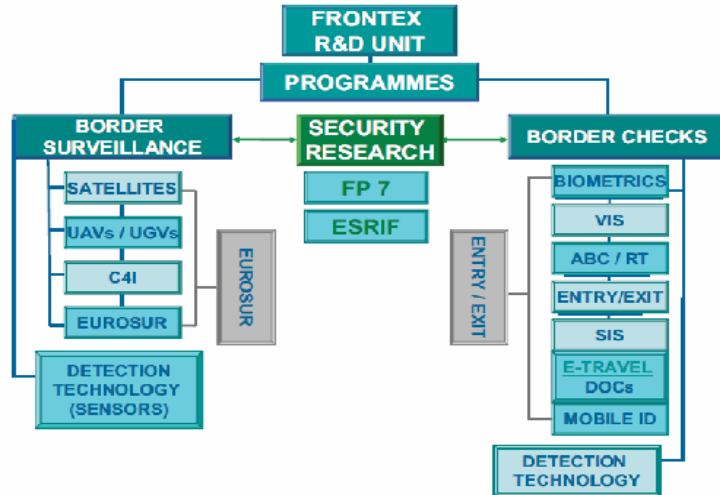 FRONTEX
R&D UNIT
PROGRAMMES
BORDER
SURVEILLANCE
SECURITY
RESEARCH
BORDER CHECKS
SATELLITES
UAVs / UGVs
C4I
EUROSUR
EUROSUR
DETECTION
TECHNOLOGY
(SENSORS)
FP 7
ESRIF
ENTRY / EXIT
BIOMETRICS
VIS
ABC / RT
ENTRY/EXIT
SIS
E-TRAVEL
DOCs
MOBILE ID
DETECTION
TECHNOLOGY